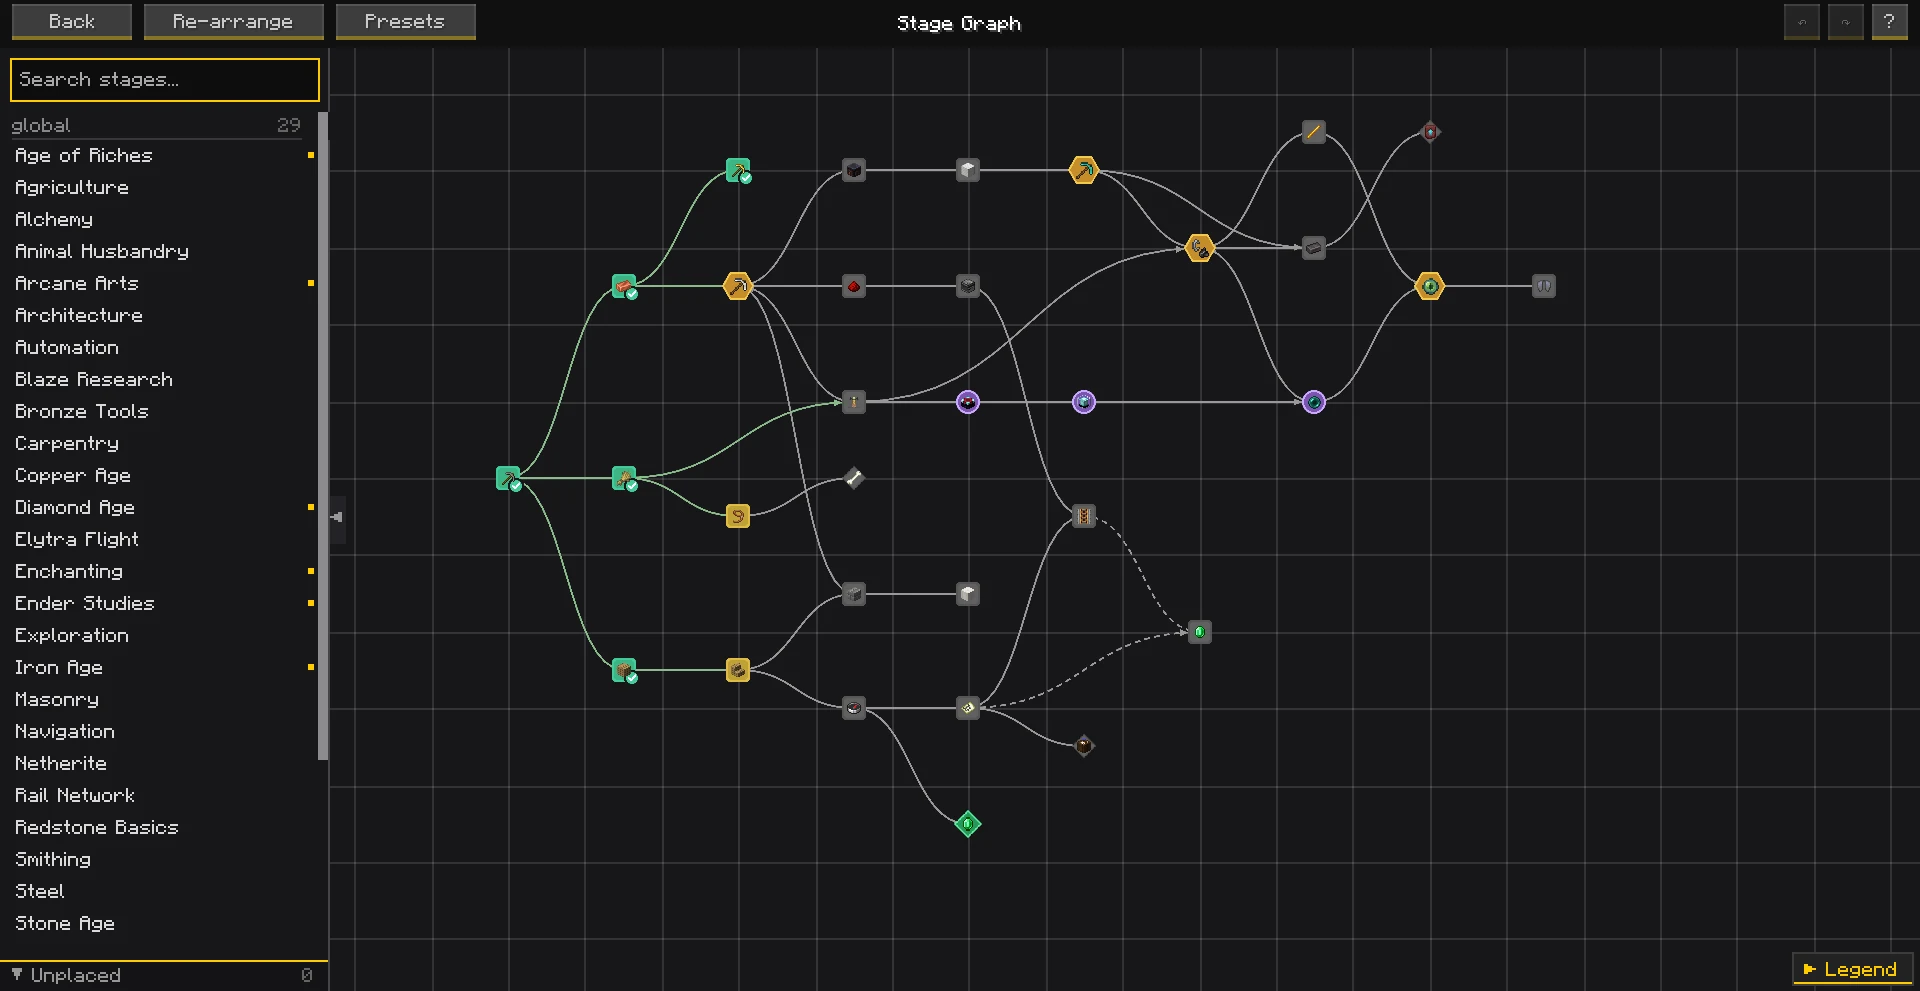 Back
Re-arrange
Presets
Stage Graph
?
Search stages...
global 29
Age of Riches
Agriculture
Alchemy
Animal Husbandry
Arcane Arts
Architecture
Automation
Blaze Research
Bronze Tools
Carpentry
Copper Age
Diamond Age
Elytra Flight
Enchanting
Ender Studies
Exploration
Iron Age
Masonry
Navigation
Netherite
Rail Network
Redstone Basics
Smithing
Steel
Stone Age
Unplaced 0
Legend